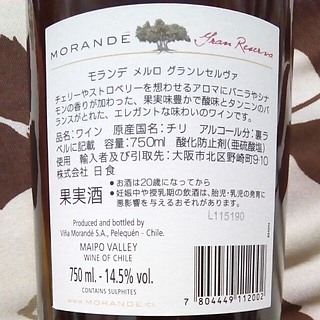 MORANDÉ
Gran Reserva
モランデ メルロ グランレセルヴァ
チェリーやストロベリーを想わせるアロマにバニラやシナ
モンの香りが加わった、果実味豊かで酸味とタンニンのバ
ランスがとれた、エレガントな味わいのワインです。
品名:ワイン 原産国名:チリ アルコール分:裏ラ
ベルに記載 容量:750ml 酸化防止剤(亜硫酸塩)
使用 輸入者及び引取先:大阪市北区野崎町9-10
株式会社 日食
果実酒
●お酒は20歳になってから
●妊娠中や授乳期の飲酒は、胎児・乳児の発育に
悪影響を与えるおそれがあります。
L115190
Produced and bottled by
Viña Morandé S.A., Pelequén - Chile.
MAIPO VALLEY
WINE OF CHILE
750 ml. - 14.5% vol.
CONTAINS SULPHITES
WWW.MORANDE.CL
7 804449 112002